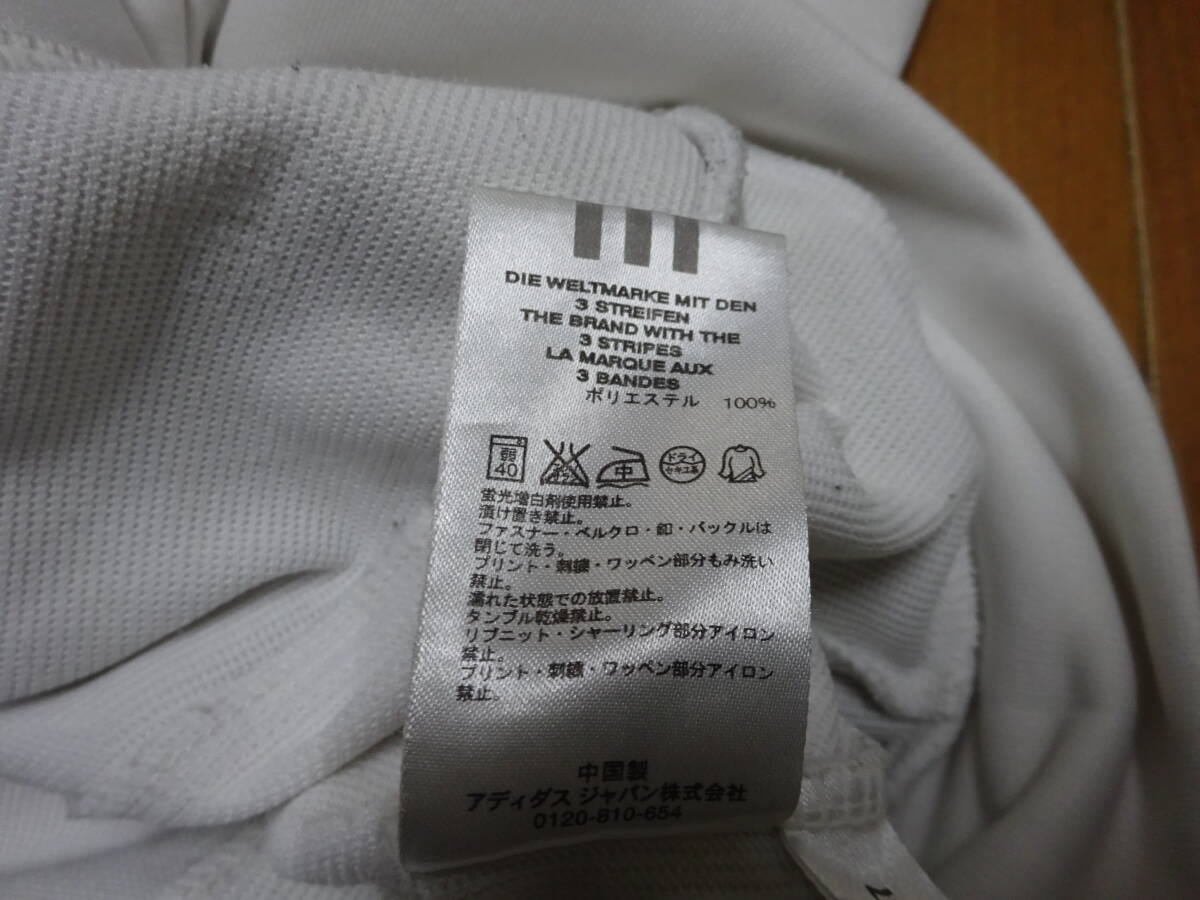 DIE WELTMARKE MIT DEN
3 STREIFEN
THE BRAND WITH THE
3 STRIPES
LA MARQUE AUX
3 BANDES
ポリエステル 100%
弱 40 中 ドライ セキユ系
蛍光増白剤使用禁止。
漬け置き禁止。
ファスナー・ベルクロ・釦・バックルは
閉じて洗う。
プリント・刺繍・ワッペン部分もみ洗い
禁止。
濡れた状態での放置禁止。
タンブル乾燥禁止。
リブニット・シャーリング部分アイロン
禁止。
プリント・刺繍・ワッペン部分アイロン
禁止。
中国製
アディダス ジャパン株式会社
0120-810-654